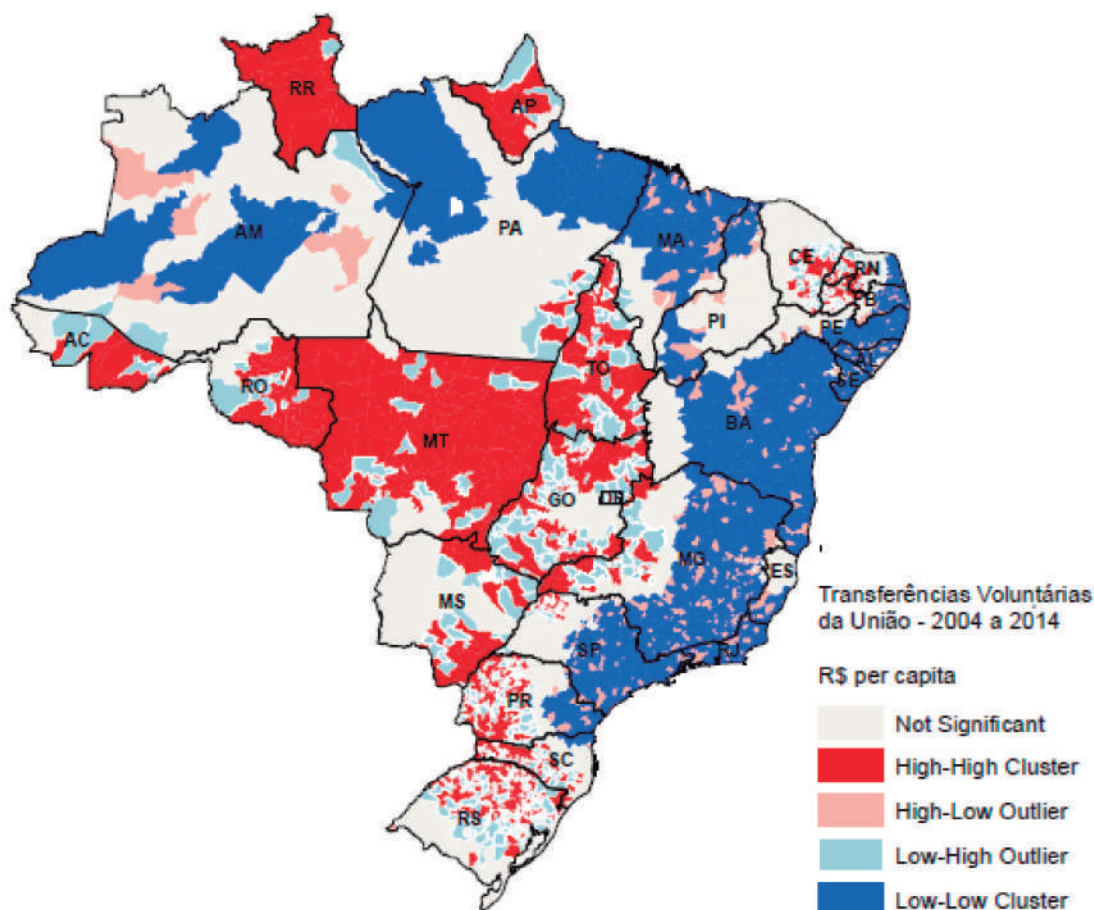 RR
AP
AM
PA
MA
CE
RN
PB
PI
PE
AC
AL
SE
TO
RO
BA
MT
GO
MG
ES
MS
SP
RJ
PR
SC
RS
Transferências Voluntárias
da União - 2004 a 2014
R$ per capita
Not Significant
High-High Cluster
High-Low Outlier
Low-High Outlier
Low-Low Cluster